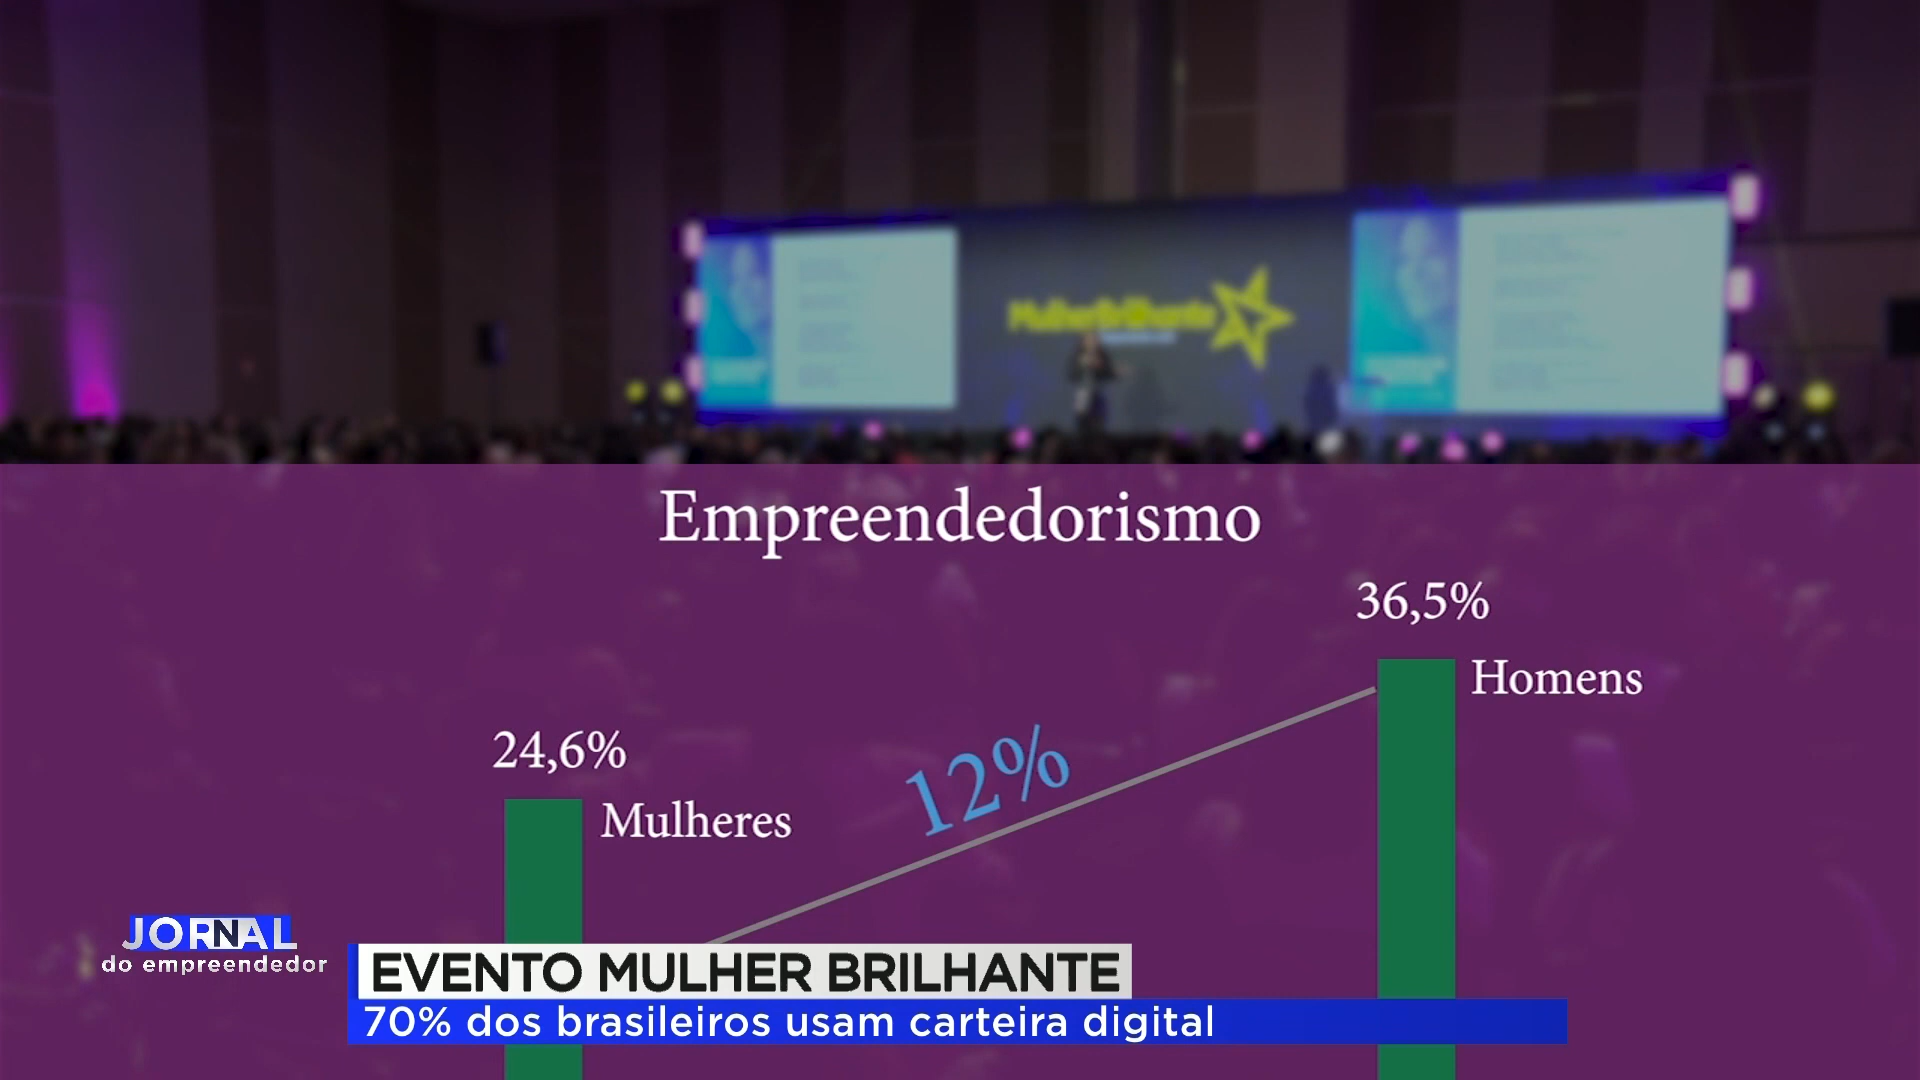 MulherBrilhante
Empreendedorismo
36,5%
Homens
24,6%
Mulheres
12%
JORNAL
do empreendedor
EVENTO MULHER BRILHANTE
70% dos brasileiros usam carteira digital